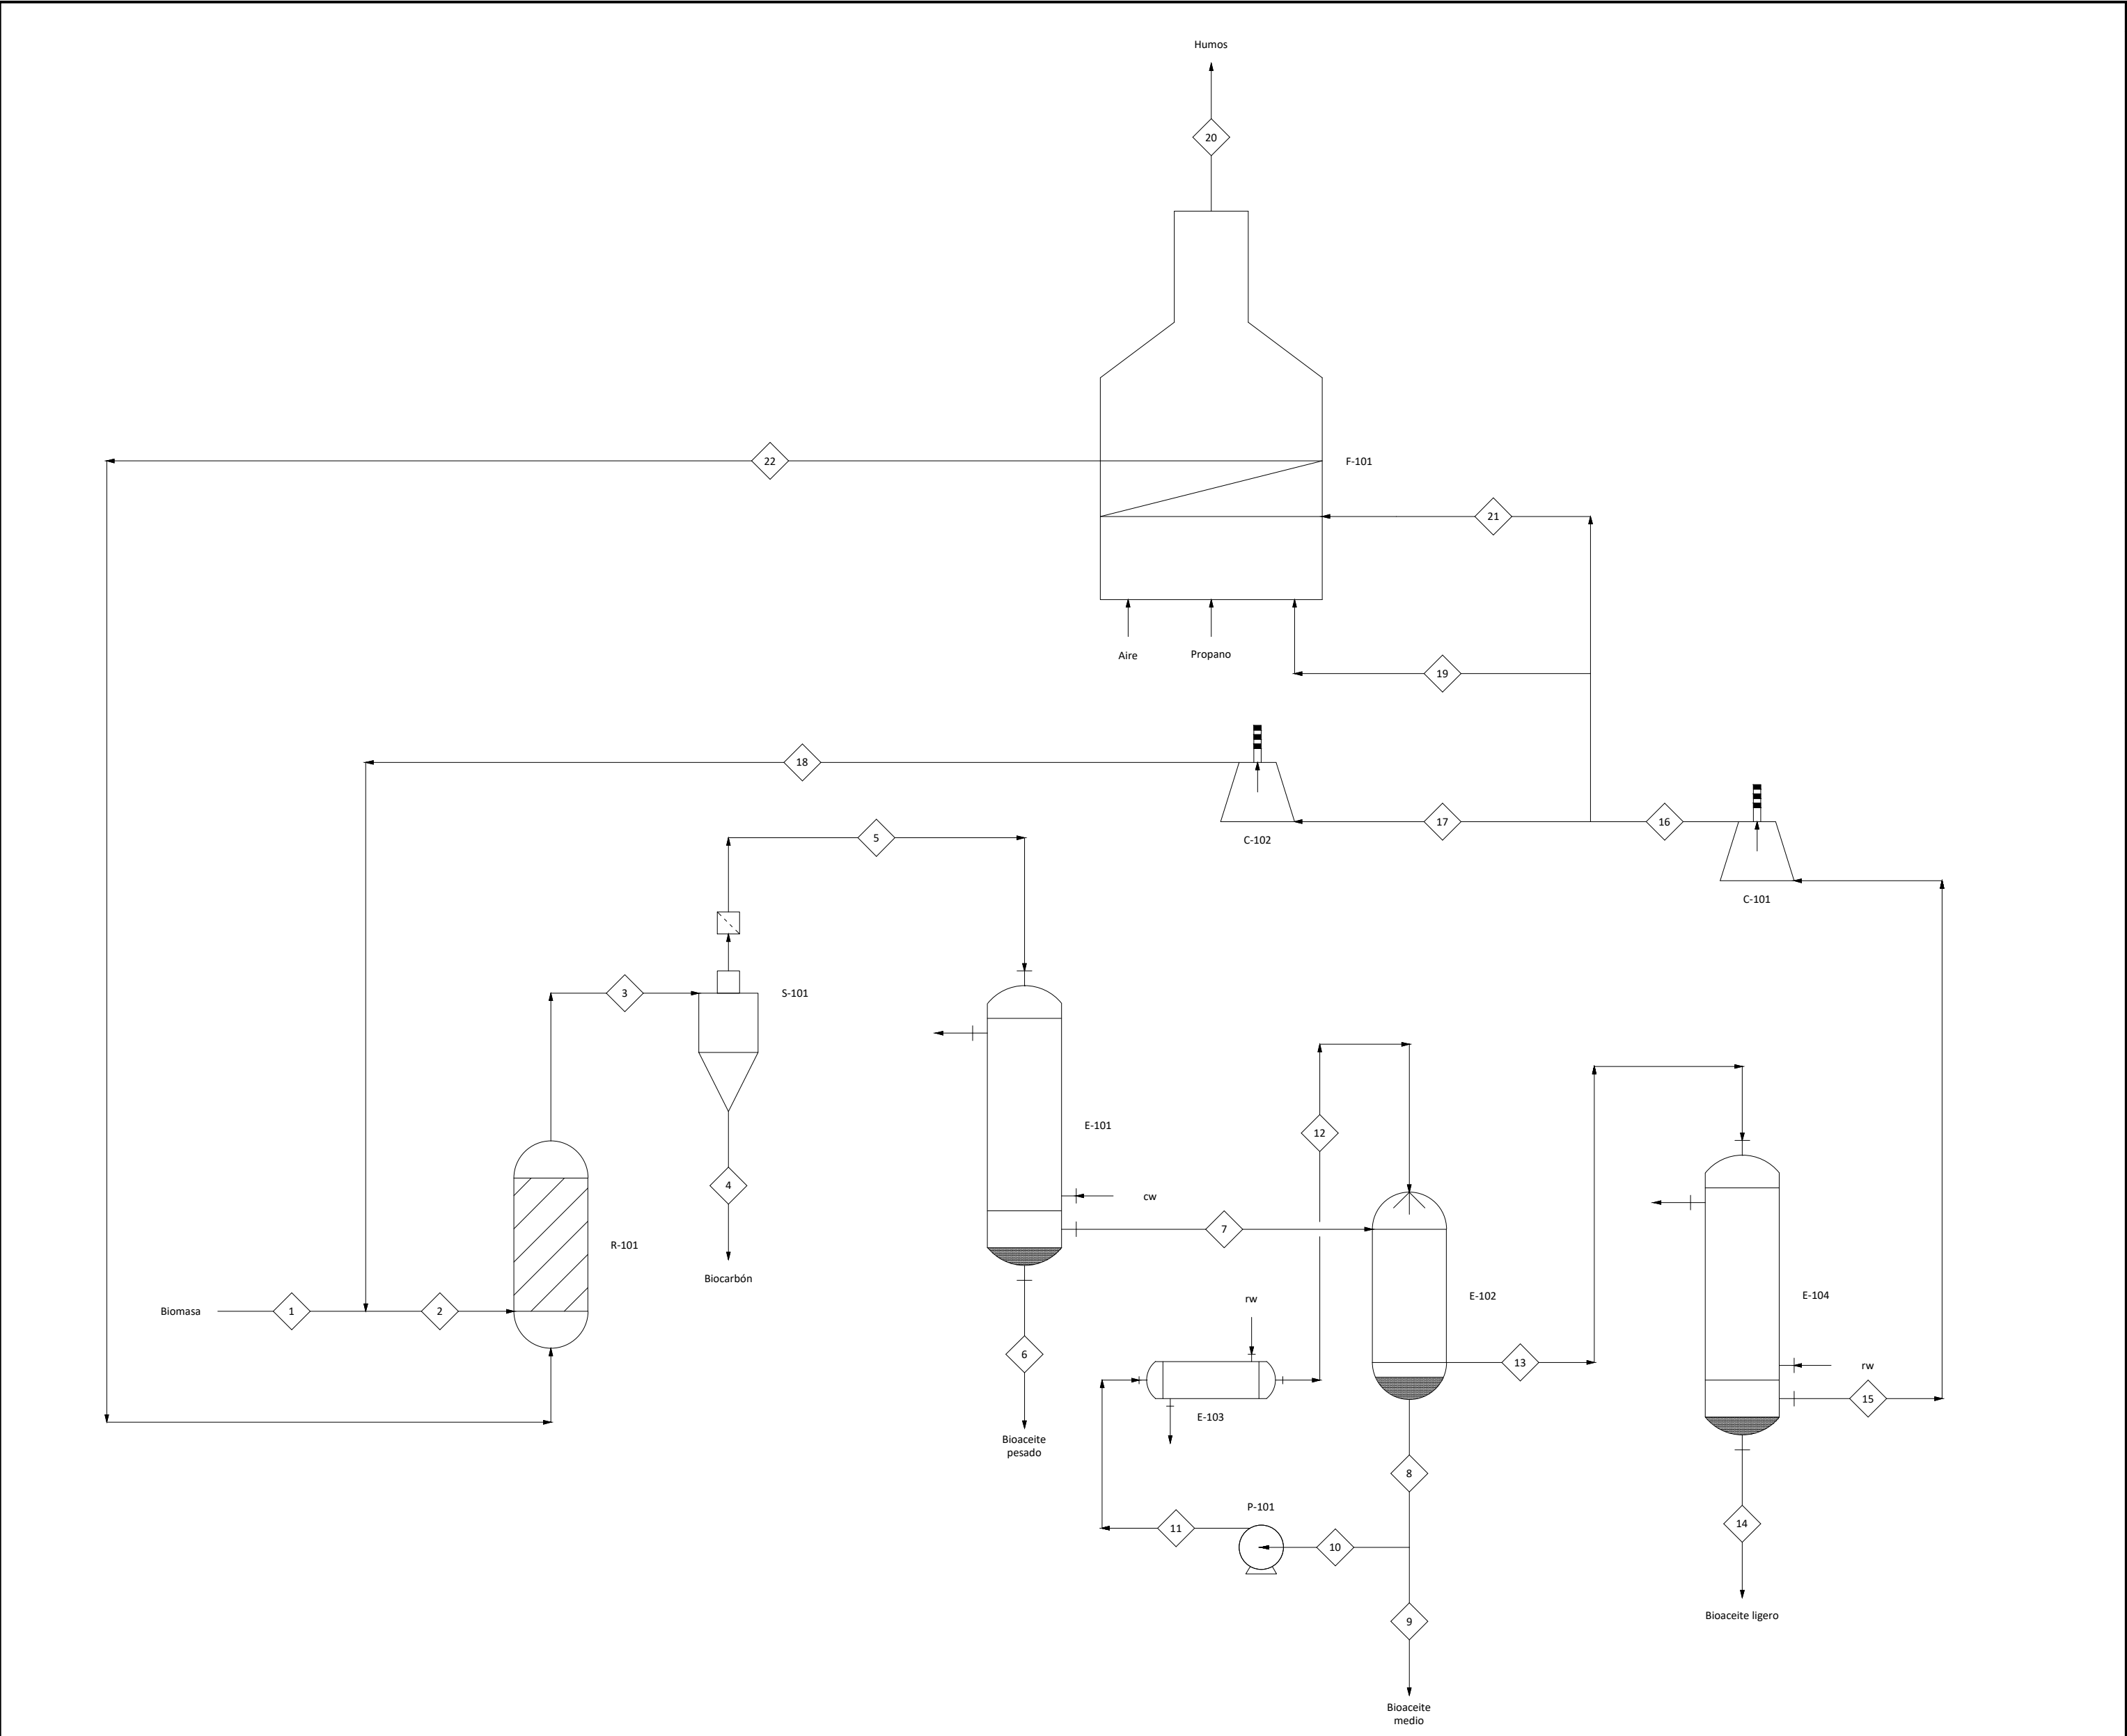 Humos
20
22
F-101
21
Aire
Propano
19
18
C-102
17
16
C-101
5
3
S-101
E-101
12
4
cw
7
Biocarbón
R-101
Biomasa
1
2
E-102
E-104
rw
6
E-103
13
rw
15
Bioaceite
pesado
8
P-101
11
10
14
9
Bioaceite ligero
Bioaceite
medio